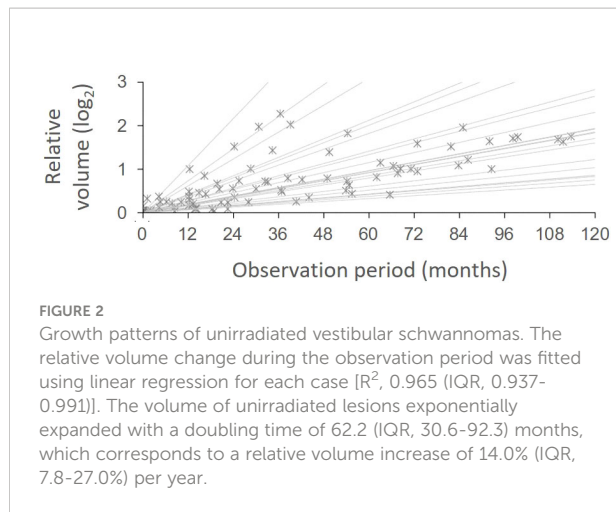 3
2
1
0
Relative
volume (log₂)
0 12 24 36 48 60 72 84 96 108 120
Observation period (months)
FIGURE 2
Growth patterns of unirradiated vestibular schwannomas. The
relative volume change during the observation period was fitted
using linear regression for each case [R², 0.965 (IQR, 0.937-
0.991)]. The volume of unirradiated lesions exponentially
expanded with a doubling time of 62.2 (IQR, 30.6-92.3) months,
which corresponds to a relative volume increase of 14.0% (IQR,
7.8-27.0%) per year.